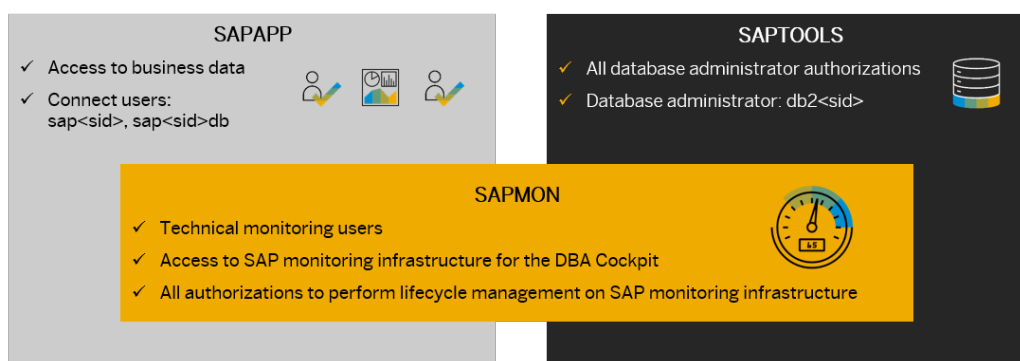 SAPAPP
Access to business data
Connect users:
sap<sid>, sap<sid>db
SAPTOOLS
All database administrator authorizations
Database administrator: db2<sid>
SAPMON
Technical monitoring users
Access to SAP monitoring infrastructure for the DBA Cockpit
All authorizations to perform lifecycle management on SAP monitoring infrastructure